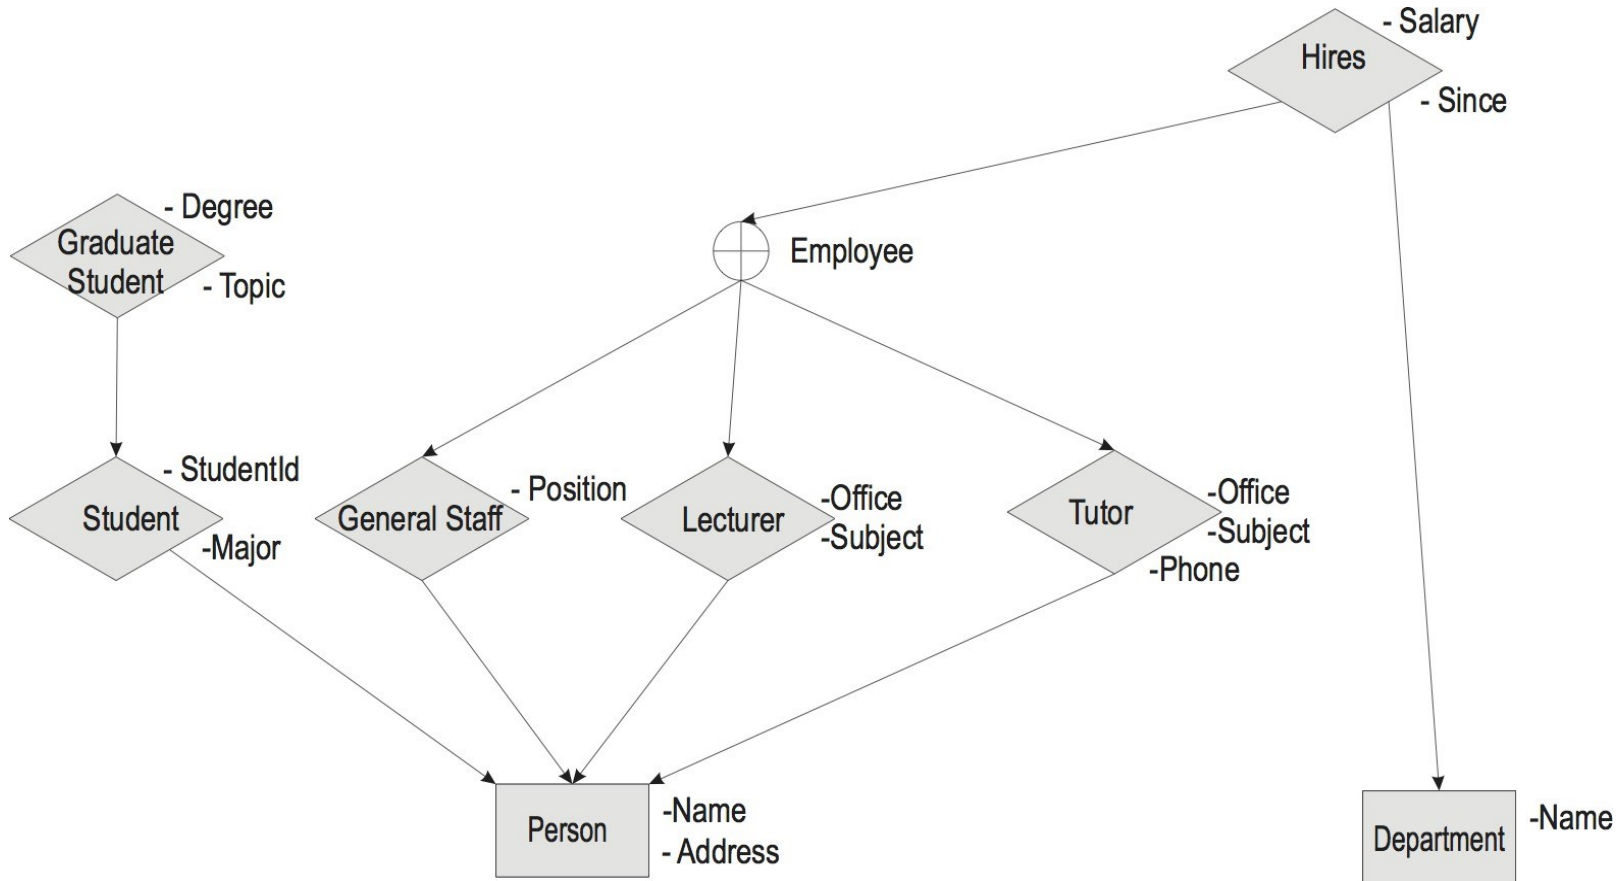 - Salary
Hires
- Since
- Degree
Graduate
Student
- Topic
Employee
- StudentId
Student
-Major
- Position
General Staff
-Office
Lecturer
-Subject
-Office
Tutor
-Subject
-Phone
-Name
Person
- Address
-Name
Department